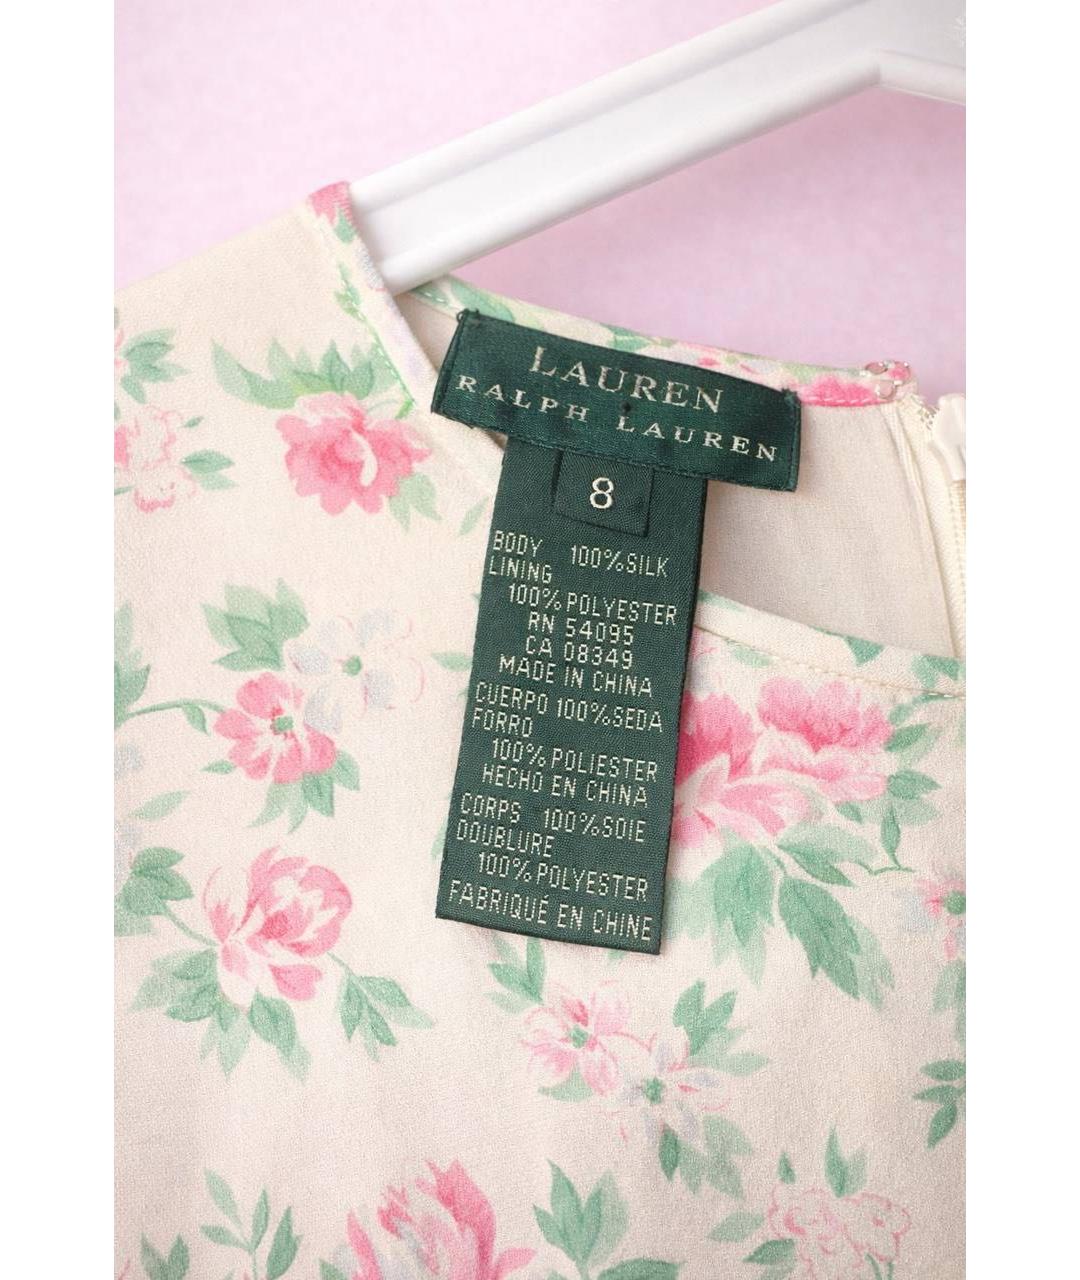 LAUREN
RALPH LAUREN
8
BODY 100%SILK
LINING
100%POLYESTER
RN 54095
CA 08349
MADE IN CHINA
CUERPO 100%SEDA
FORRO
100%POLIESTER
HECHO EN CHINA
CORPS 100%SOIE
DOUBLURE
100%POLYESTER
FABRIQUÉ EN CHINE